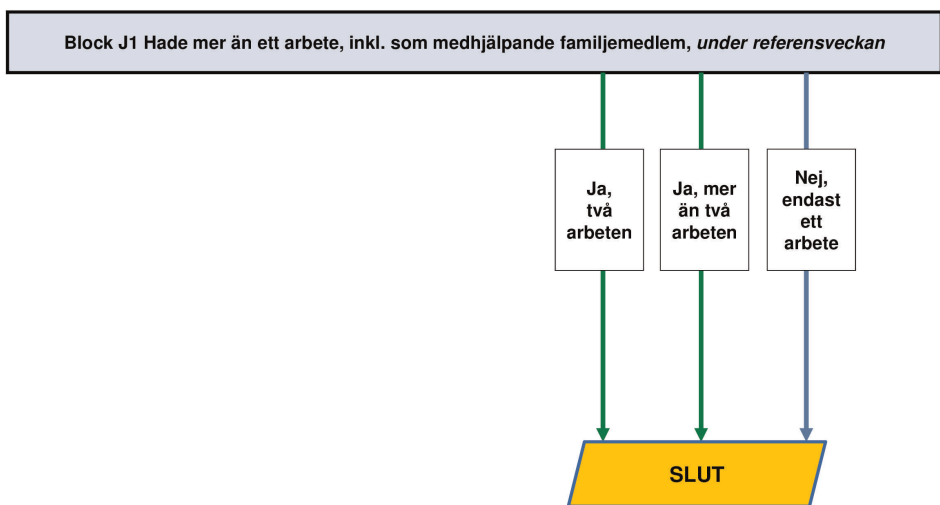 Block J1 Hade mer än ett arbete, inkl. som medhjälpande familjemedlem, under referensveckan
Ja,
två
arbeten
Ja, mer
än två
arbeten
Nej,
endast
ett
arbete
SLUT